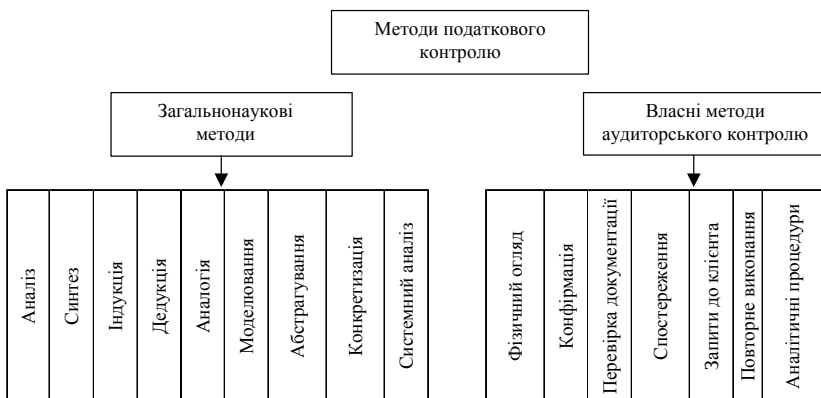 Методи податкового
контролю
Загальнонаукові
методи
Власні методи
аудиторського контролю
Аналіз
Синтез
Індукція
Дедукція
Аналогія
Моделювання
Абстрагування
Конкретизація
Системний аналіз
Фізичний огляд
Конфірмація
Перевірка документації
Спостереження
Запити до клієнта
Повторне виконання
Аналітичні процедури